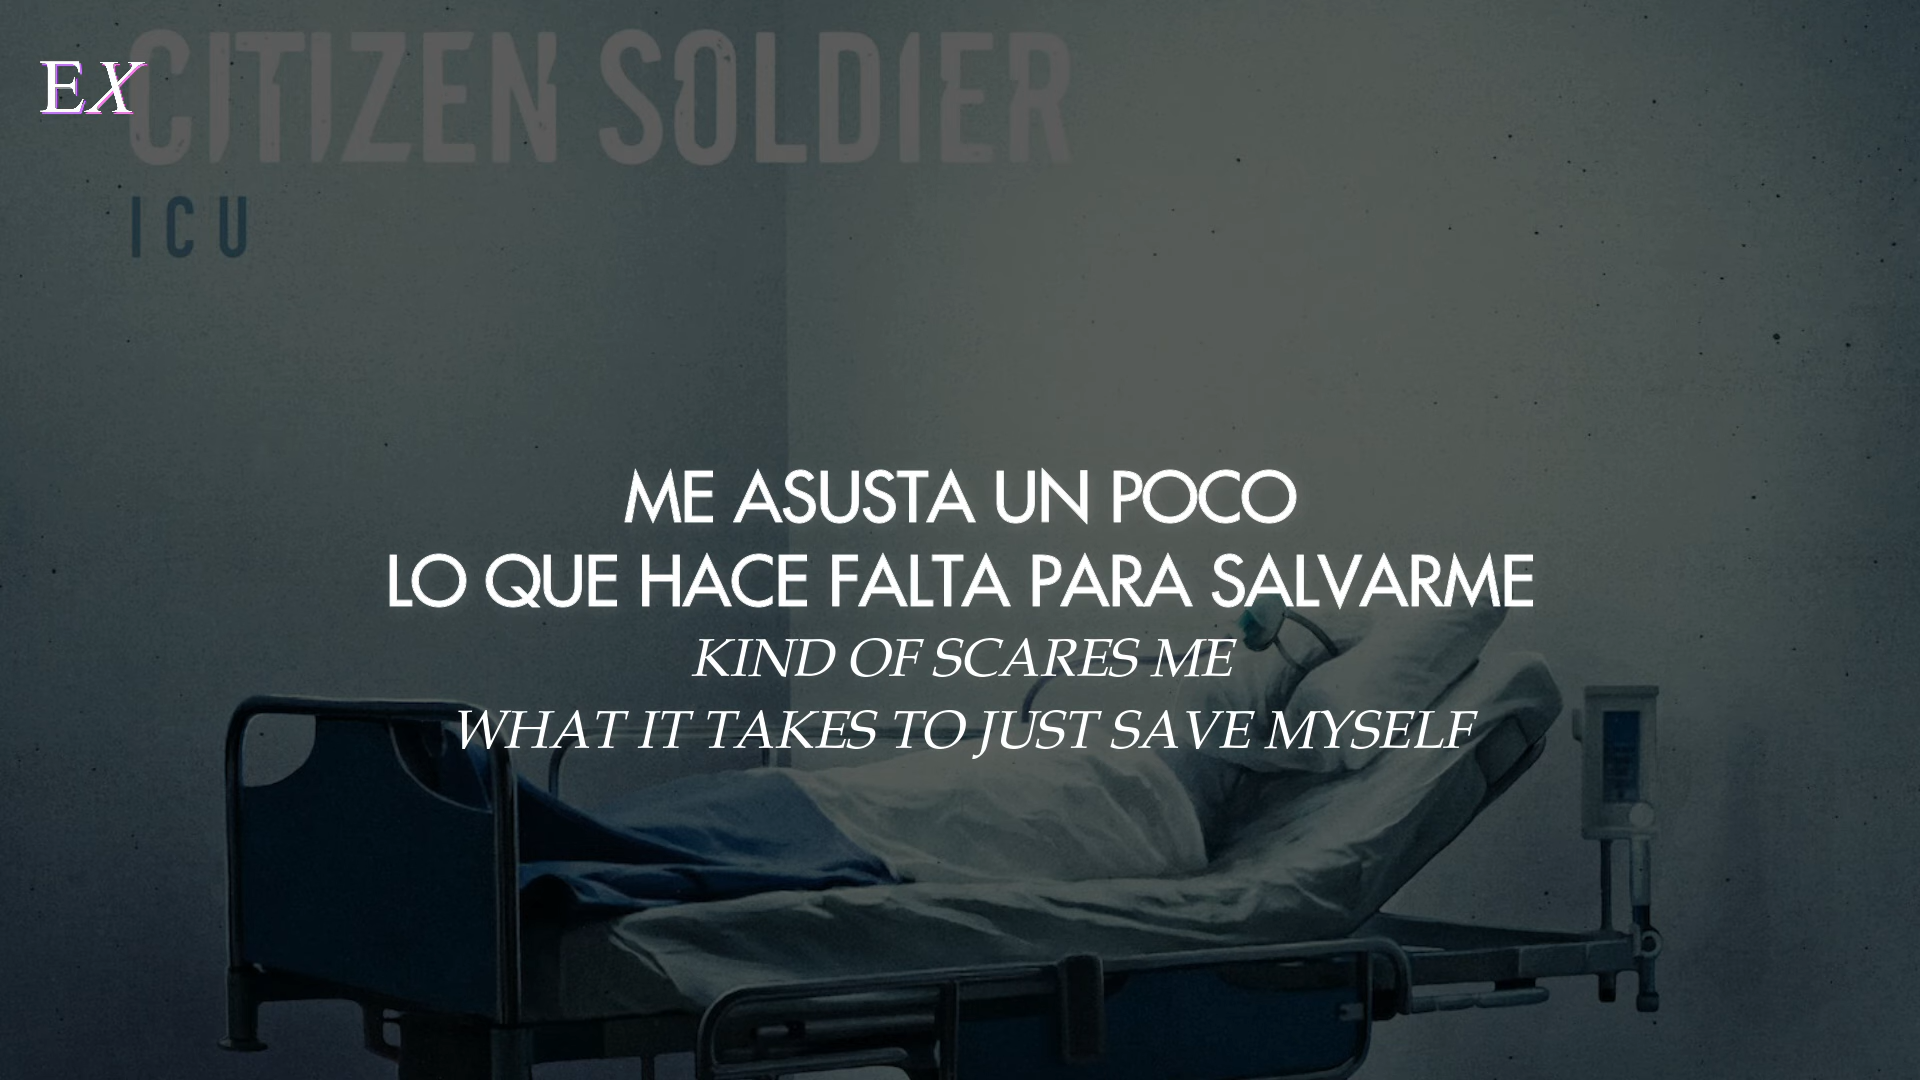 CITIZEN SOLDIER
EX
ICU
ME ASUSTA UN POCO
LO QUE HACE FALTA PARA SALVARME
KIND OF SCARES ME
WHAT IT TAKES TO JUST SAVE MYSELF